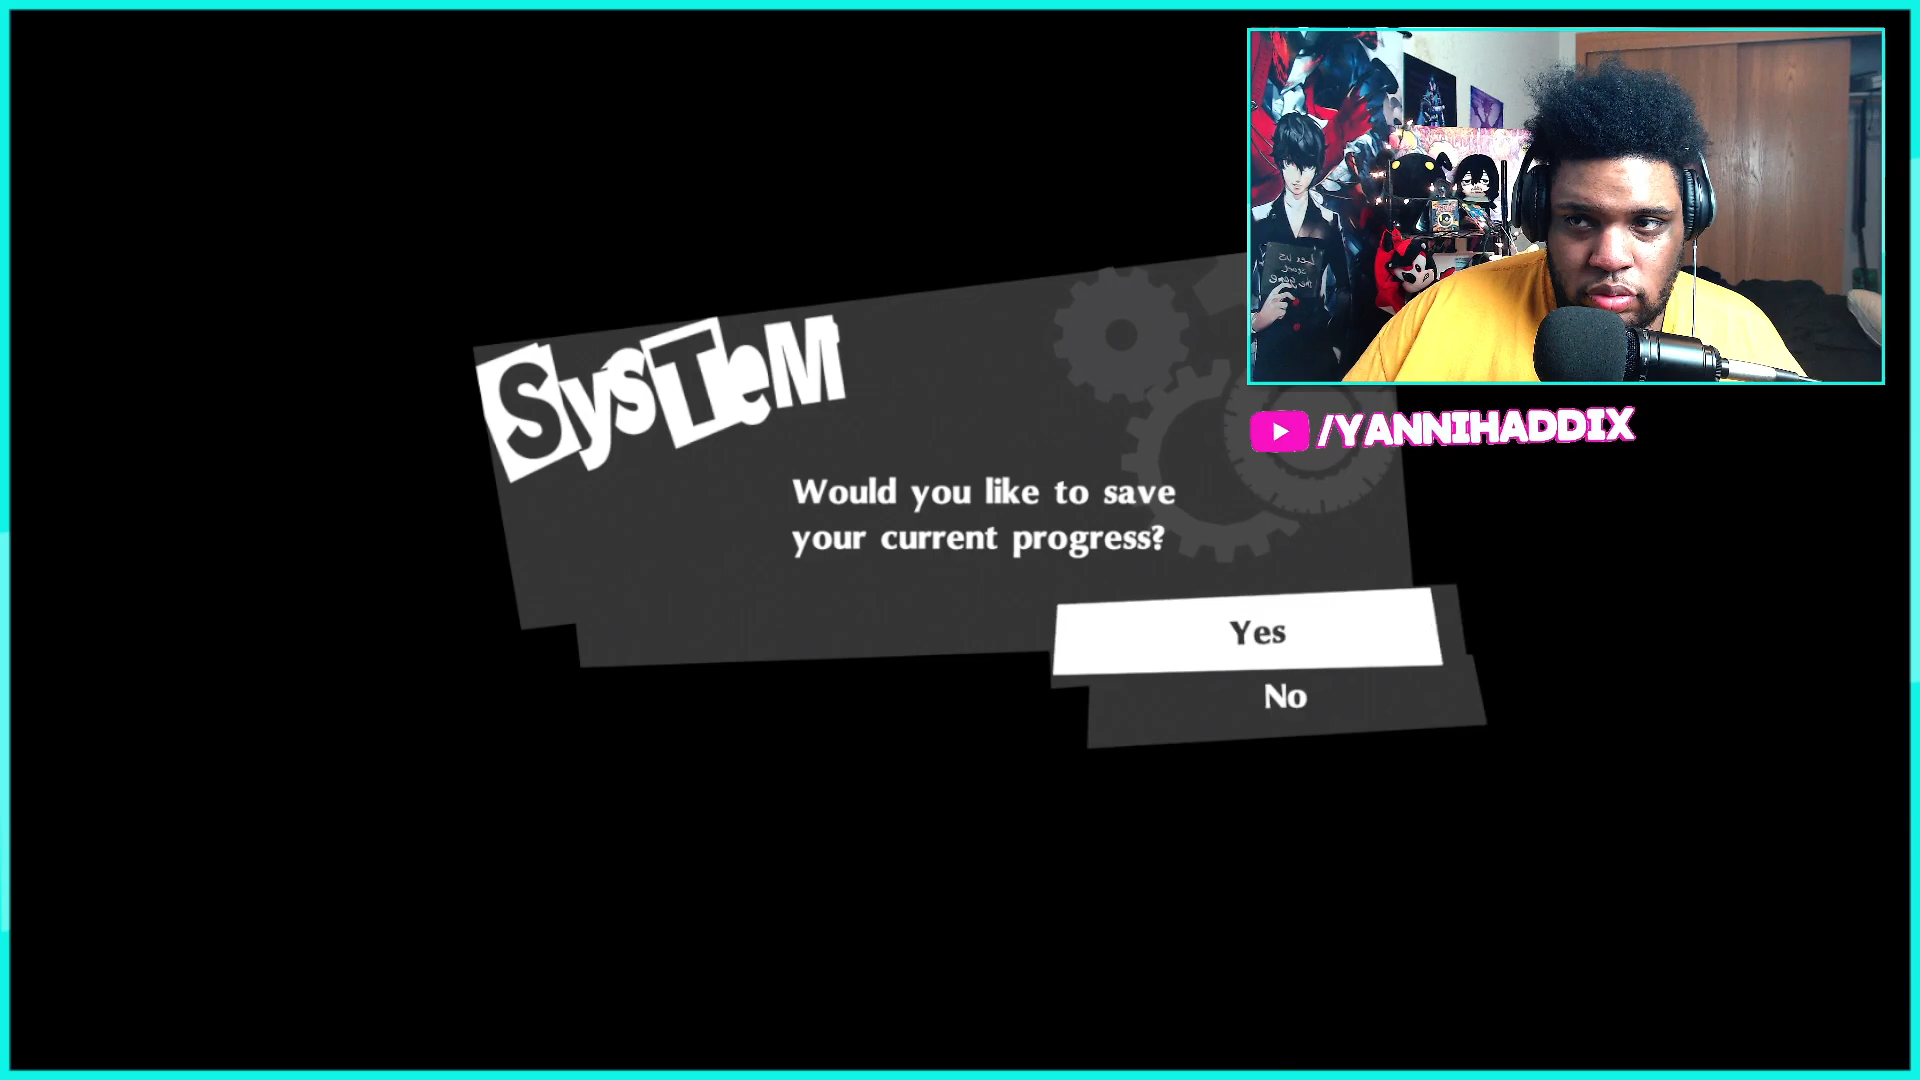 SysTeM
Would you like to save
your current progress?
Yes
No
/YANNIHADDIX